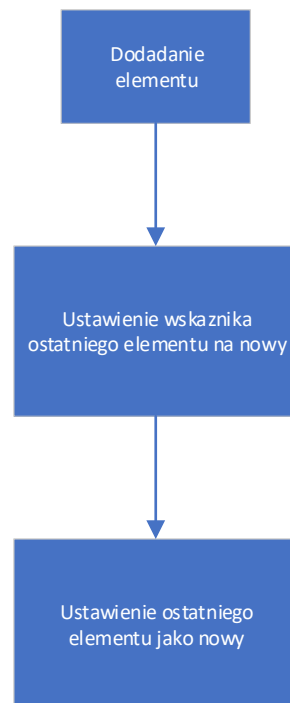 Dodadanie
elementu
Ustawienie wskaznika
ostatniego elementu na nowy
Ustawienie ostatniego
elementu jako nowy